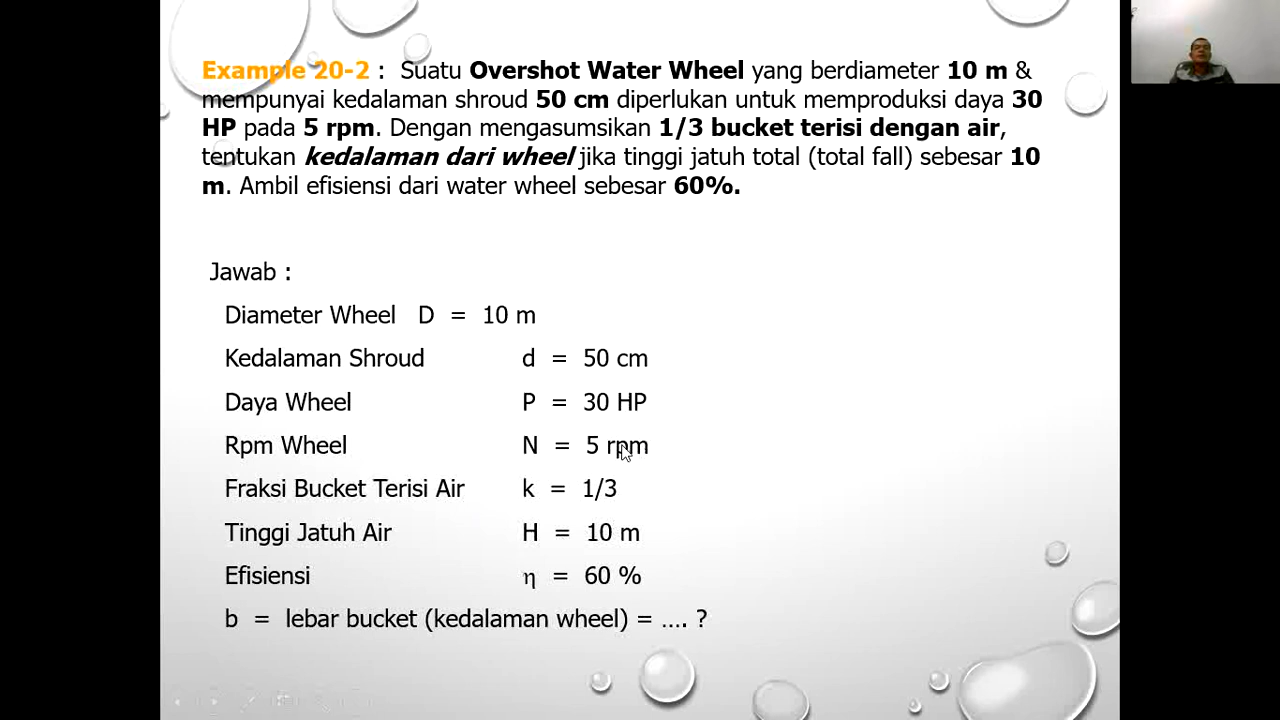 Example 20-2 : Suatu Overshot Water Wheel yang berdiameter 10 m &
mempunyai kedalaman shroud 50 cm diperlukan untuk memproduksi daya 30
HP pada 5 rpm. Dengan mengasumsikan 1/3 bucket terisi dengan air,
tentukan kedalaman dari wheel jika tinggi jatuh total (total fall) sebesar 10
m. Ambil efisiensi dari water wheel sebesar 60%.
Jawab :
Diameter Wheel D = 10 m
Kedalaman Shroud d = 50 cm
Daya Wheel P = 30 HP
Rpm Wheel N = 5 rpm
Fraksi Bucket Terisi Air k = 1/3
Tinggi Jatuh Air H = 10 m
Efisiensi η = 60 %
b = lebar bucket (kedalaman wheel) = .... ?